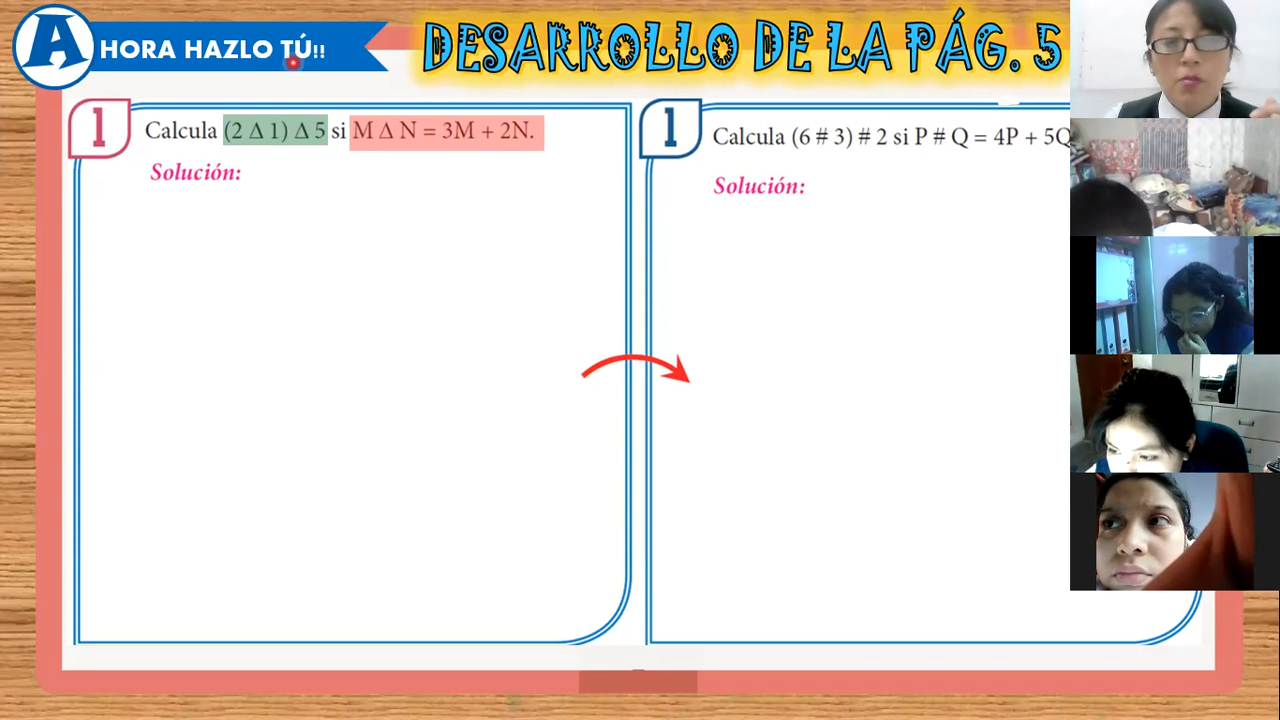 AHORA HAZLO TÚ!!
DESARROLLO DE LA PÁG. 5
1
Calcula (2 Δ 1) Δ 5 si M Δ N = 3M + 2N.
Solución:
1
Calcula (6 # 3) # 2 si P # Q = 4P + 5Q
Solución: